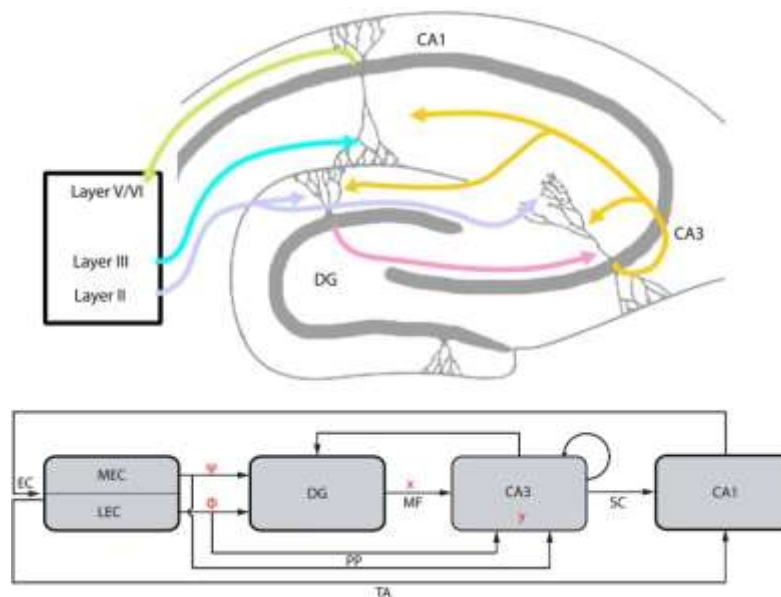 CA1
Layer V/VI
Layer III
Layer II
CA3
DG
EC
MEC
LEC
Ψ
Φ
DG
x
MF
CA3
y
SC
CA1
PP
TA